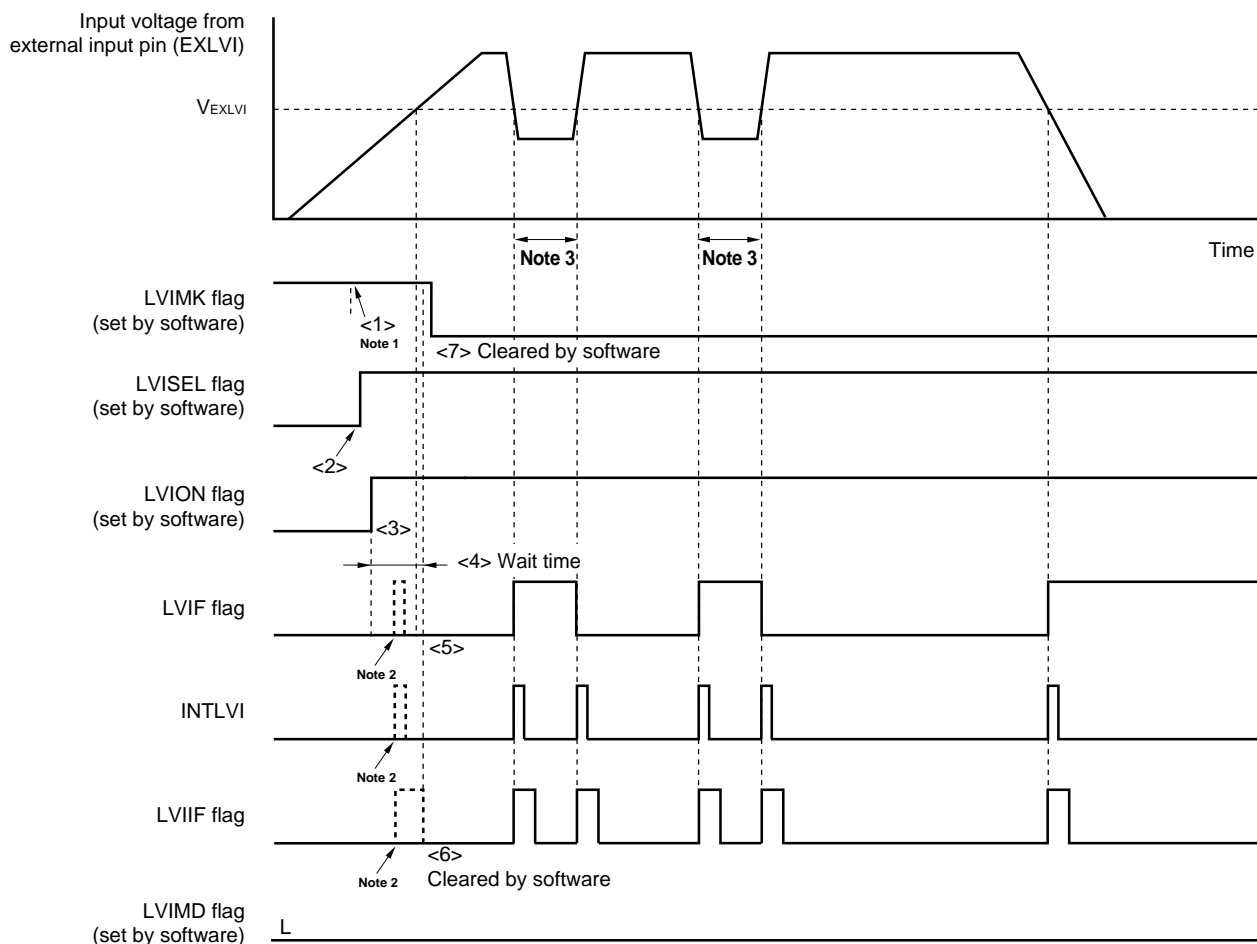 Input voltage from
external input pin (EXLVI)
VEXLVI
Time
Note 3
Note 3
LVIMK flag
(set by software)
<1>
Note 1
<7> Cleared by software
LVISEL flag
(set by software)
<2>
LVION flag
(set by software)
<3>
<4> Wait time
LVIF flag
<5>
Note 2
INTLVI
Note 2
LVIIF flag
<6>
Note 2
Cleared by software
LVIMD flag
(set by software)
L